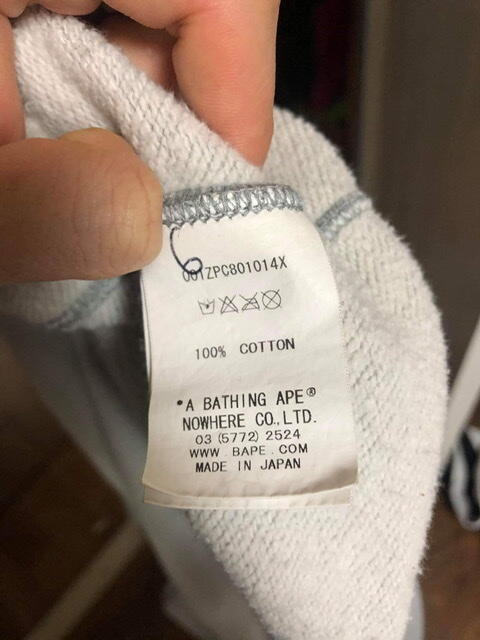 001ZPC801014X
100% COTTON
*A BATHING APE®
NOWHERE CO.,LTD.
03 (5772) 2524
WWW.BAPE.COM
MADE IN JAPAN